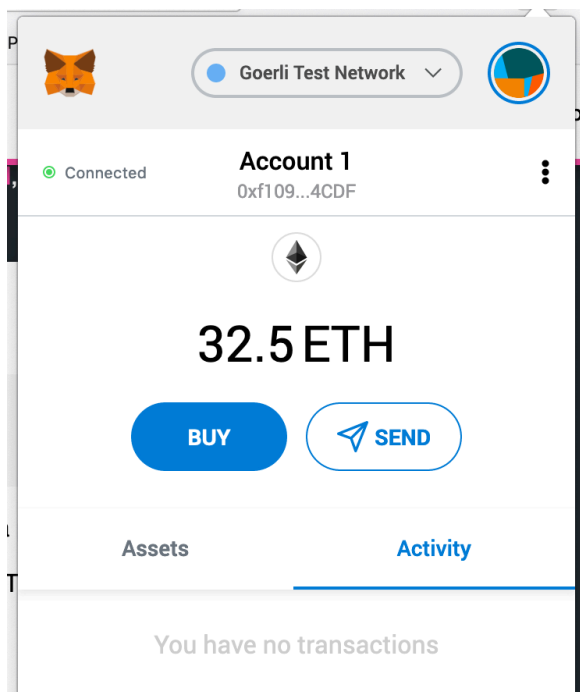 P
Goerli Test Network
Connected
Account 1
0xf109...4CDF
32.5 ETH
BUY
SEND
Assets
Activity
T
You have no transactions